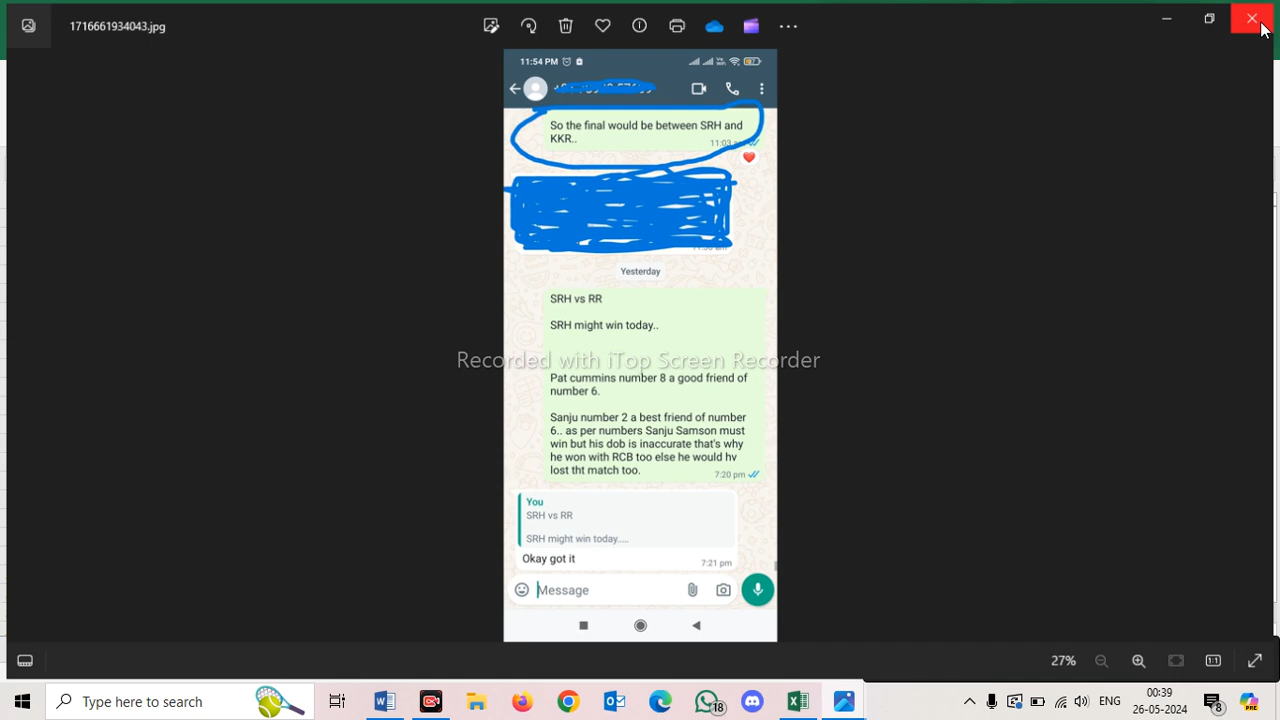 1716661934043.jpg
11:54 PM
So the final would be between SRH and
KKR..
11:03
Yesterday
SRH vs RR
SRH might win today..
Recorded with iTop Screen Recorder
Pat cummins number 8 a good friend of
number 6.
Sanju number 2 a best friend of number
6.. as per numbers Sanju Samson must
win but his dob is inaccurate that's why
he won with RCB too else he would hv
lost tht match too.
7:20 pm
You
SRH vs RR
SRH might win today.....
Okay got it
7:21 pm
Message
27%
1:1
Type here to search
18
ENG
00:39
26-05-2024
8
PRE